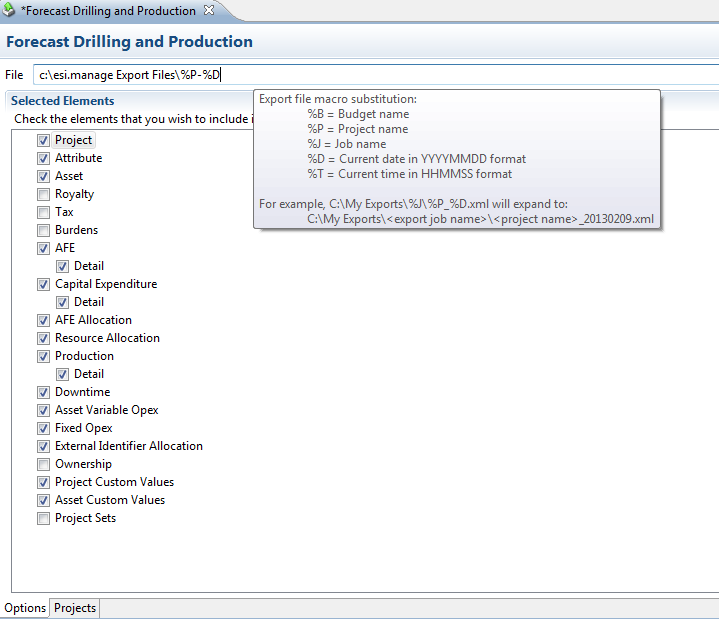 *Forecast Drilling and Production
Forecast Drilling and Production
File c:\esi.manage Export Files\%P-%D
Selected Elements
Check the elements that you wish to include
Export file macro substitution:
%B = Budget name
%P = Project name
%J = Job name
%D = Current date in YYYYMMDD format
%T = Current time in HHMMSS format
For example, C:\My Exports\%J\%P_%D.xml will expand to:
C:\My Exports\<export job name>\<project name>_20130209.xml
Project
Attribute
Asset
Royalty
Tax
Burdens
AFE
Detail
Capital Expenditure
Detail
AFE Allocation
Resource Allocation
Production
Detail
Downtime
Asset Variable Opex
Fixed Opex
External Identifier Allocation
Ownership
Project Custom Values
Asset Custom Values
Project Sets
Options Projects